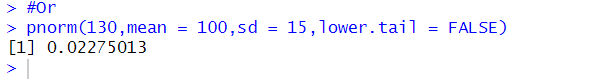 > #Or
> pnorm(130,mean = 100,sd = 15,lower.tail = FALSE)
[1] 0.02275013
>